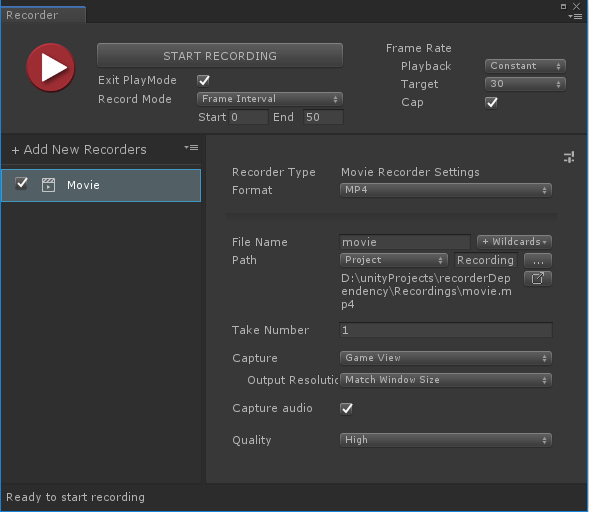 Recorder
START RECORDING
Exit PlayMode
Record Mode Frame Interval
Start 0 End 50
Frame Rate
Playback Constant
Target 30
Cap
+ Add New Recorders
Movie
Recorder Type Movie Recorder Settings
Format MP4
File Name movie + Wildcards
Path Project Recording ...
D:\unityProjects\recorderDep
endency\Recordings\movie.m
p4
Take Number 1
Capture Game View
Output Resolutio Match Window Size
Capture audio
Quality High
Ready to start recording